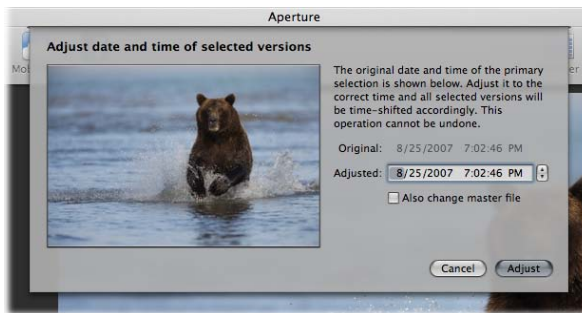 Aperture
Adjust date and time of selected versions
The original date and time of the primary
selection is shown below. Adjust it to the
correct time and all selected versions will
be time-shifted accordingly. This
operation cannot be undone.
Original: 8/25/2007 7:02:46 PM
Adjusted: 8/25/2007 7:02:46 PM
Also change master file
Cancel Adjust